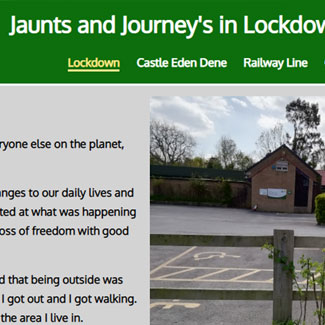 Jaunts and Journey's in Lockdow
Lockdown Castle Eden Dene Railway Line
ryone else on the planet,
nges to our daily lives and
ted at what was happening
oss of freedom with good
d that being outside was
I got out and I got walking.
the area I live in.